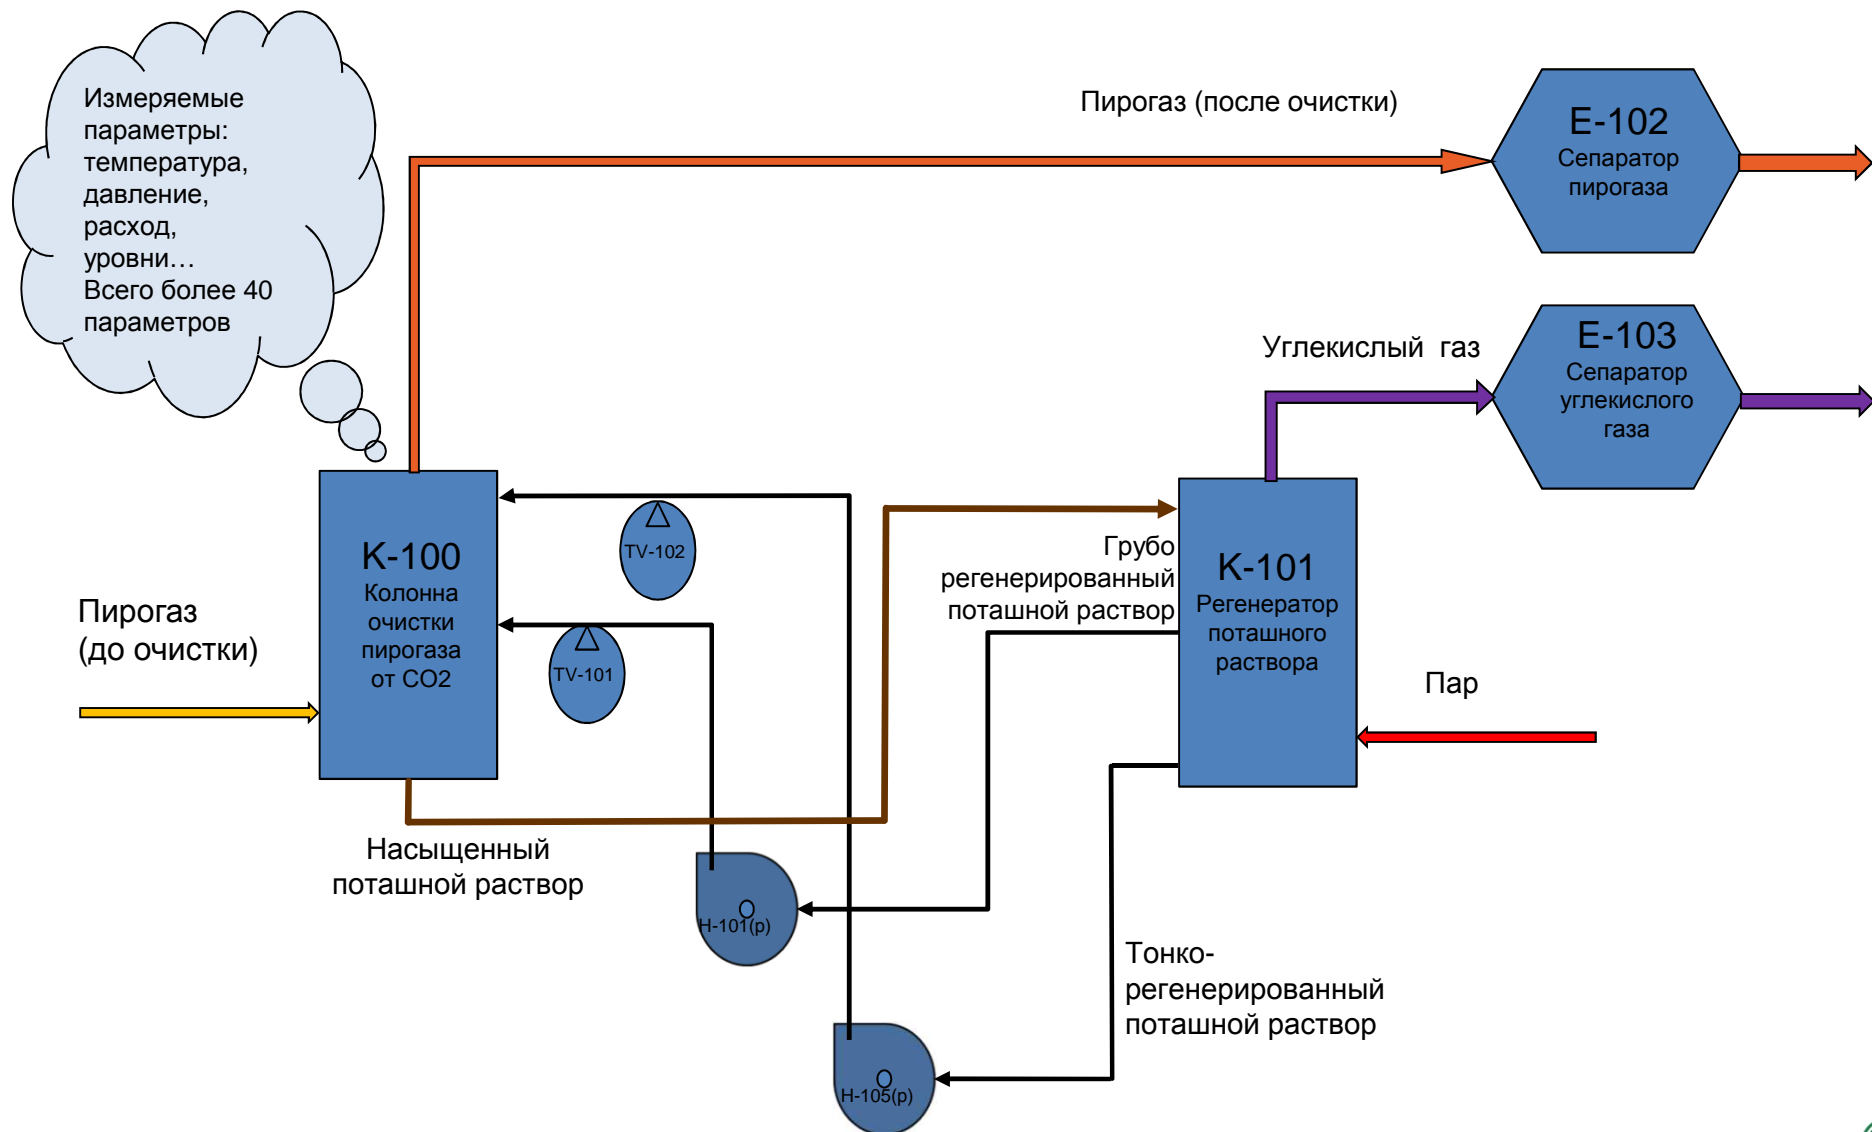 Измеряемые
параметры:
температура,
давление,
расход,
уровни…
Всего более 40
параметров
Пирогаз (после очистки)
E-102
Сепаратор
пирогаза
Углекислый газ
E-103
Сепаратор
углекислого
газа
K-100
Колонна
очистки
пирогаза
от СО2
TV-102
TV-101
Пирогаз
(до очистки)
Грубо
регенерированный
поташной раствор
K-101
Регенератор
поташного
раствора
Пар
Насыщенный
поташной раствор
Н-101(р)
Тонко-
регенерированный
поташной раствор
Н-105(р)